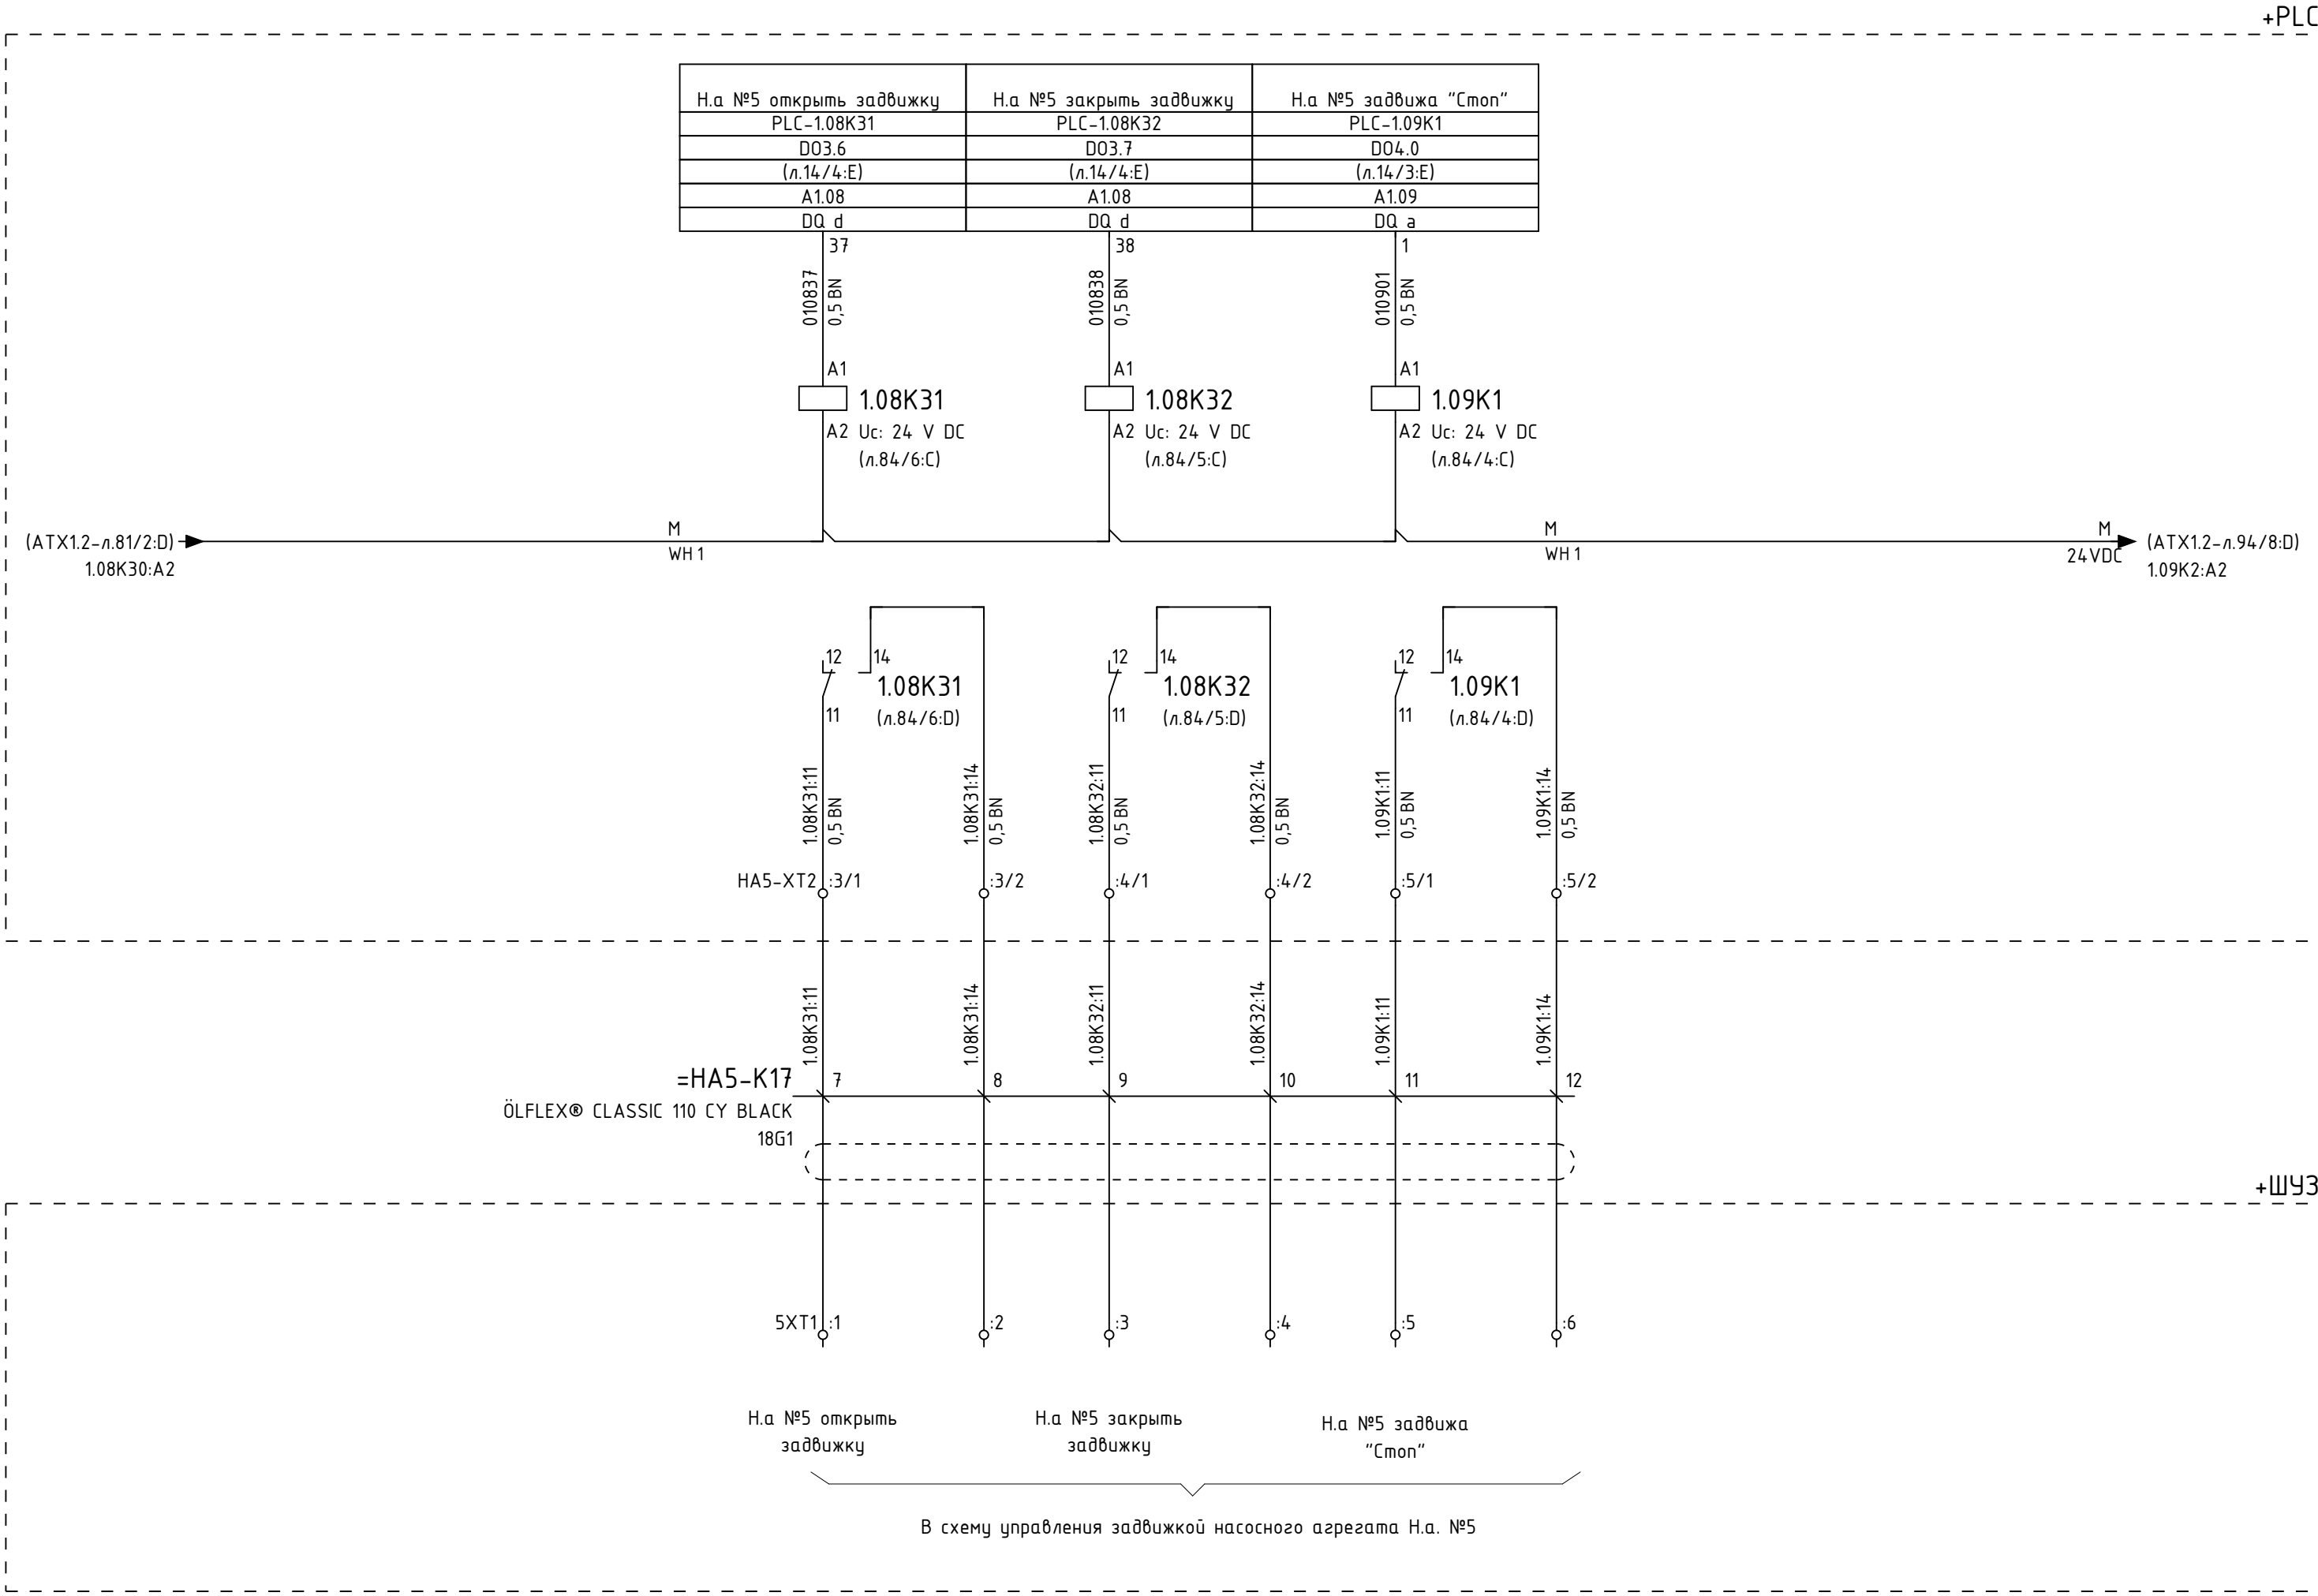 +PLC
Н.а №5 открыть задвижку
Н.а №5 закрыть задвижку
Н.а №5 задвижа "Стоп"
PLC-1.08K31
PLC-1.08K32
PLC-1.09K1
DO3.6
DO3.7
DO4.0
(л.14/4:E)
(л.14/4:E)
(л.14/3:E)
A1.08
A1.08
A1.09
DQ d
DQ d
DQ a
37
38
1
010837
0,5 BN
010838
0,5 BN
010901
0,5 BN
A1
A1
A1
1.08K31
1.08K32
1.09K1
A2 Uc: 24 V DC
A2 Uc: 24 V DC
A2 Uc: 24 V DC
(л.84/6:C)
(л.84/5:C)
(л.84/4:C)
M
M
M
(ATX1.2-л.81/2:D)
(ATX1.2-л.94/8:D)
WH 1
WH 1
24VDC
1.08K30:A2
1.09K2:A2
12
14
12
14
12
14
1.08K31
1.08K32
1.09K1
11
(л.84/6:D)
11
(л.84/5:D)
11
(л.84/4:D)
1.08K31:11
0,5 BN
1.08K31:14
0,5 BN
1.08K32:11
0,5 BN
1.08K32:14
0,5 BN
1.09K1:11
0,5 BN
1.09K1:14
0,5 BN
HA5-XT2 :3/1
:3/2
:4/1
:4/2
:5/1
:5/2
1.08K31:11
1.08K31:14
1.08K32:11
1.08K32:14
1.09K1:11
1.09K1:14
=HA5-K17
7
8
9
10
11
12
ÖLFLEX® CLASSIC 110 CY BLACK
18G1
+ШУЗ
5XT1 :1
:2
:3
:4
:5
:6
Н.а №5 открыть
задвижку
Н.а №5 закрыть
задвижку
Н.а №5 задвижа
"Стоп"
В схему управления задвижкой насосного агрегата Н.а. №5